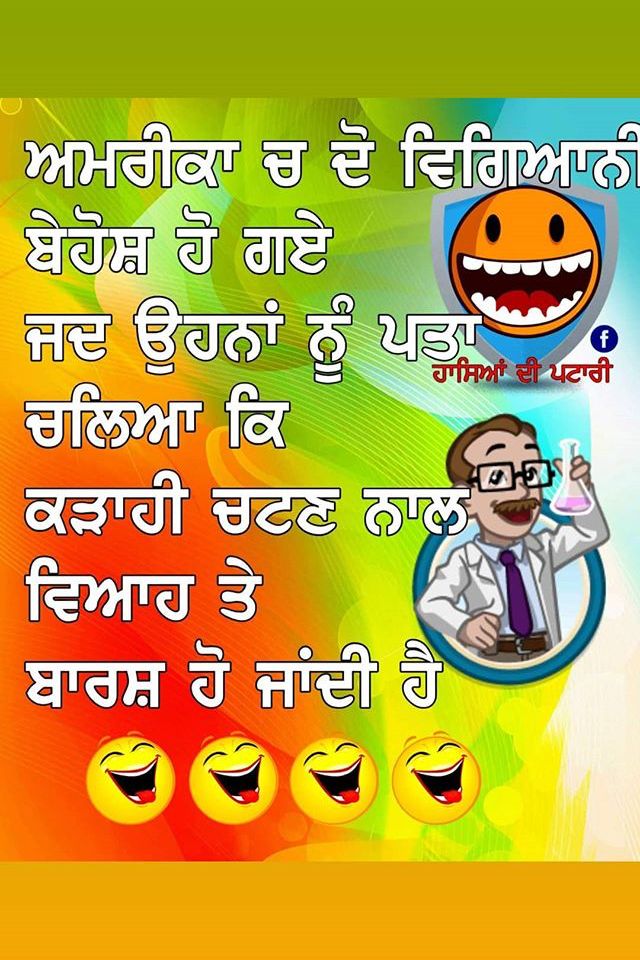 ਅਮਰੀਕਾ ਚ ਦੋ ਵਿਗਿਆਨੀ
ਬੇਹੋਸ਼ ਹੋ ਗਏ
ਜਦ ਉਹਨਾਂ ਨੂੰ ਪਤਾ
f
ਹਾਸਿਆਂ ਦੀ ਪਟਾਰੀ
ਚਲਿਆ ਕਿ
ਕੜਾਹੀ ਚਟਣ ਨਾਲ
ਵਿਆਹ ਤੇ
ਬਾਰਸ਼ ਹੋ ਜਾਂਦੀ ਹੈ